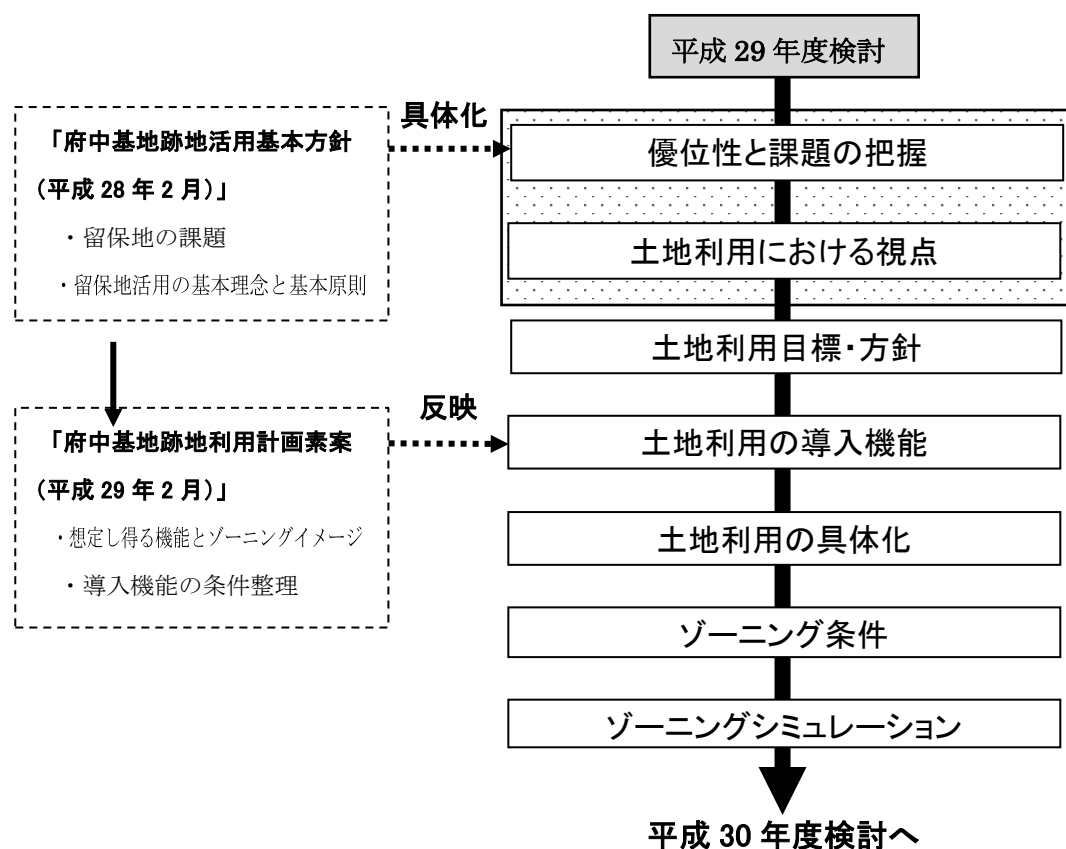 平成 29 年度検討
具体化
「府中基地跡地活用基本方針
(平成 28 年 2 月)」
・留保地の課題
・留保地活用の基本理念と基本原則
優位性と課題の把握
土地利用における視点
土地利用目標・方針
反映
「府中基地跡地利用計画素案
(平成 29 年 2 月)」
・想定し得る機能とゾーニングイメージ
・導入機能の条件整理
土地利用の導入機能
土地利用の具体化
ゾーニング条件
ゾーニングシミュレーション
平成 30 年度検討へ